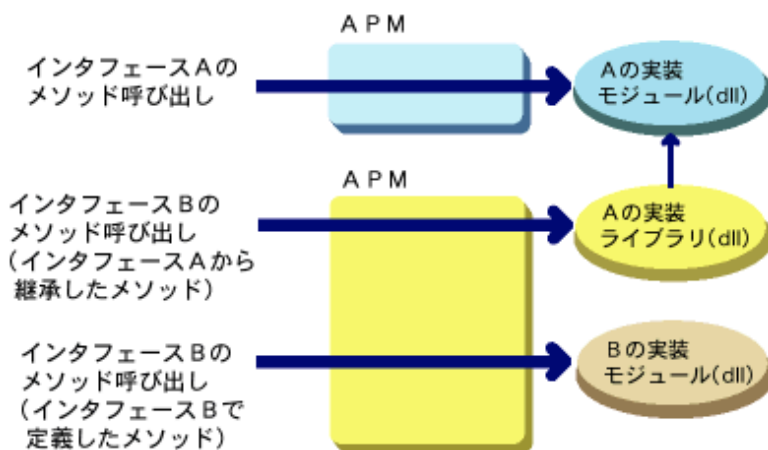 ＡＰＭ
インタフェースＡの
メソッド呼び出し
Ａの実装
モジュール(dll)
ＡＰＭ
インタフェースＢの
メソッド呼び出し
（インタフェースＡから
継承したメソッド）
Ａの実装
ライブラリ(dll)
インタフェースＢの
メソッド呼び出し
（インタフェースＢで
定義したメソッド）
Ｂの実装
モジュール(dll)